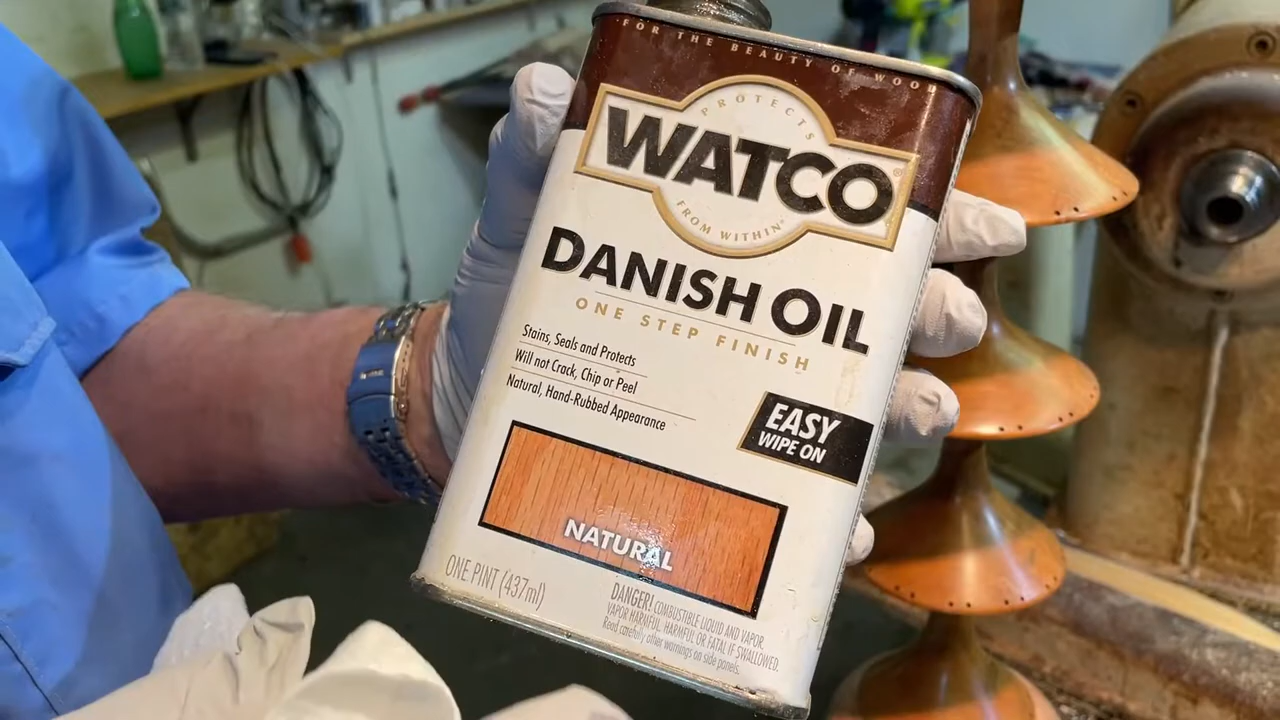 FOR THE BEAUTY OF WOOD
PROTECTS
WATCO®
FROM WITHIN
DANISH OIL
ONE STEP FINISH
Stains, Seals and Protects
Will not Crack, Chip or Peel
Natural, Hand-Rubbed Appearance
EASY
WIPE ON
NATURAL
ONE PINT (437ml)
DANGER! COMBUSTIBLE LIQUID AND VAPOR.
VAPOR HARMFUL. HARMFUL OR FATAL IF SWALLOWED.
Read carefully other warnings on side panels.